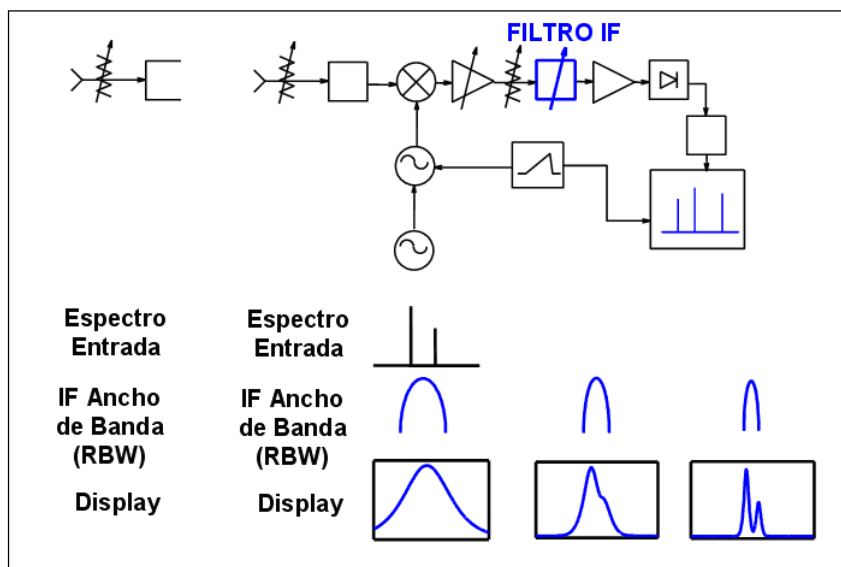 FILTRO IF
Espectro
Entrada
Espectro
Entrada
IF Ancho
de Banda
(RBW)
IF Ancho
de Banda
(RBW)
Display
Display